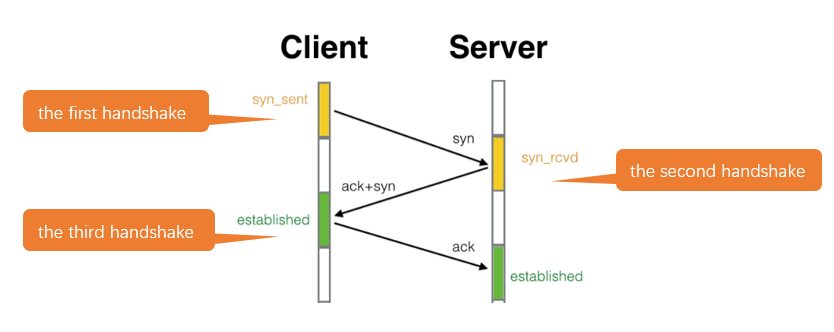 Client
Server
syn_sent
the first handshake
syn
syn_rcvd
the second handshake
ack+syn
established
the third handshake
ack
established